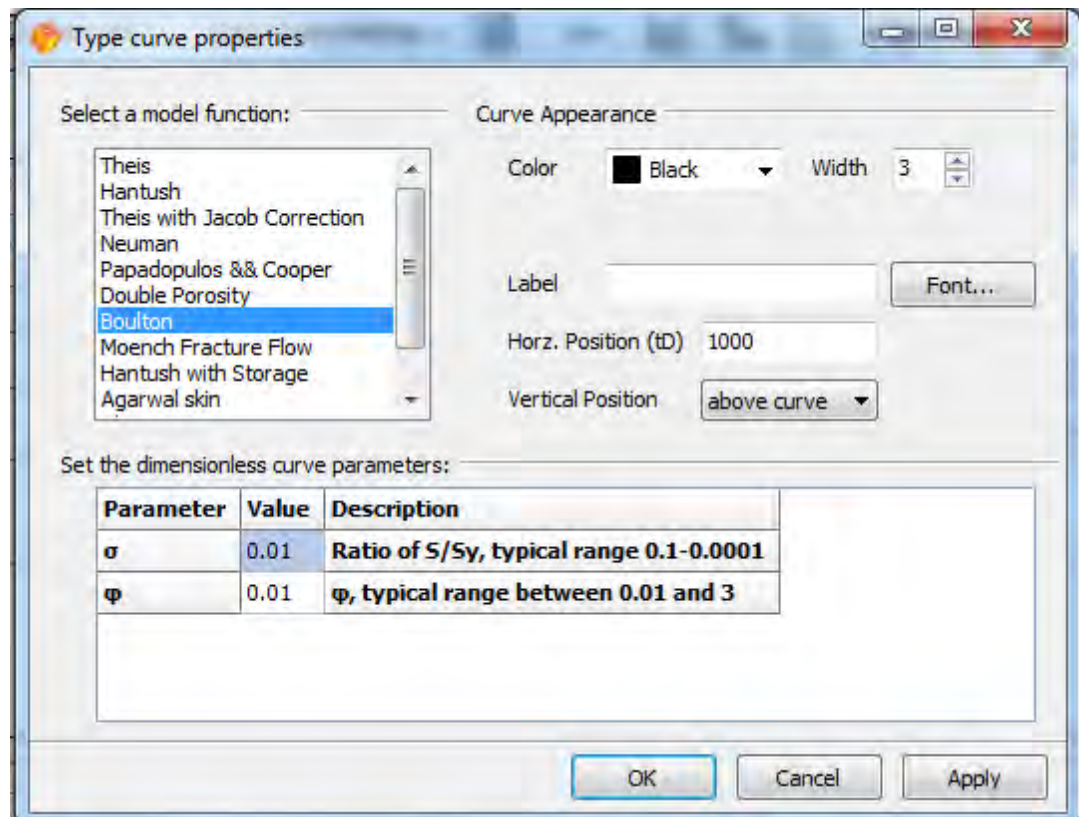 Type curve properties
Select a model function:
Theis
Hantush
Theis with Jacob Correction
Neuman
Papadopulos && Cooper
Double Porosity
Boulton
Moench Fracture Flow
Hantush with Storage
Agarwal skin
Curve Appearance
Color Black Width 3
Label Font...
Horz. Position (tD) 1000
Vertical Position above curve
Set the dimensionless curve parameters:
Parameter Value Description
σ 0.01 Ratio of S/Sy, typical range 0.1-0.0001
φ 0.01 φ, typical range between 0.01 and 3
OK Cancel Apply